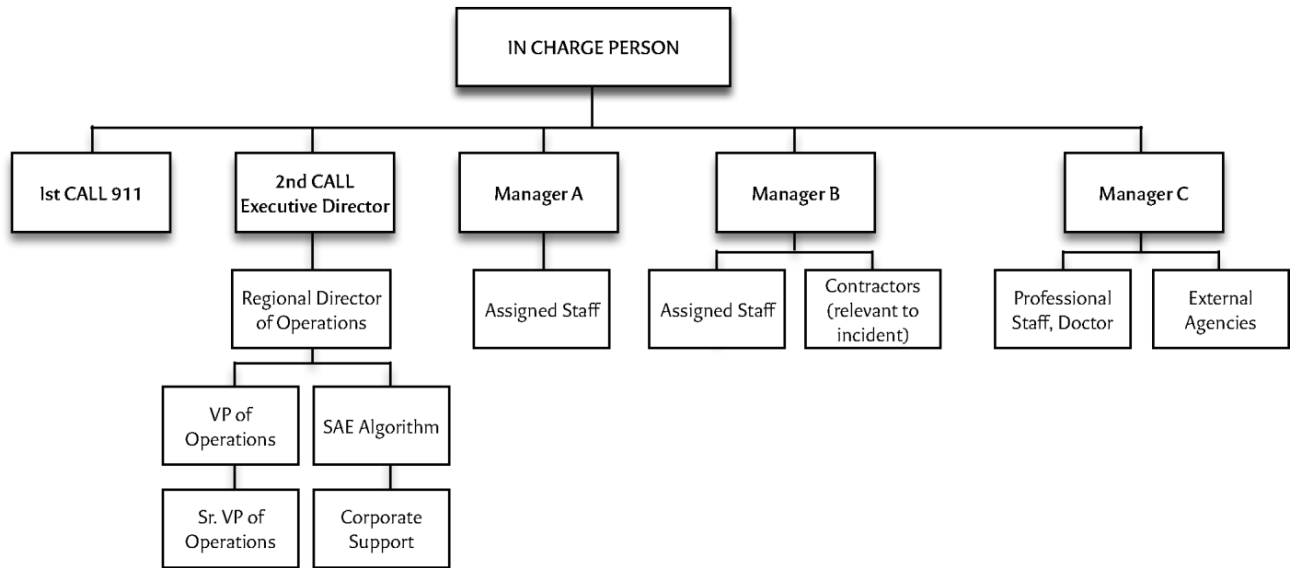 IN CHARGE PERSON
1st CALL 911
2nd CALL
Executive Director
Manager A
Manager B
Manager C
Regional Director
of Operations
Assigned Staff
Assigned Staff
Contractors
(relevant to
incident)
Professional
Staff, Doctor
External
Agencies
VP of
Operations
SAE Algorithm
Sr. VP of
Operations
Corporate
Support